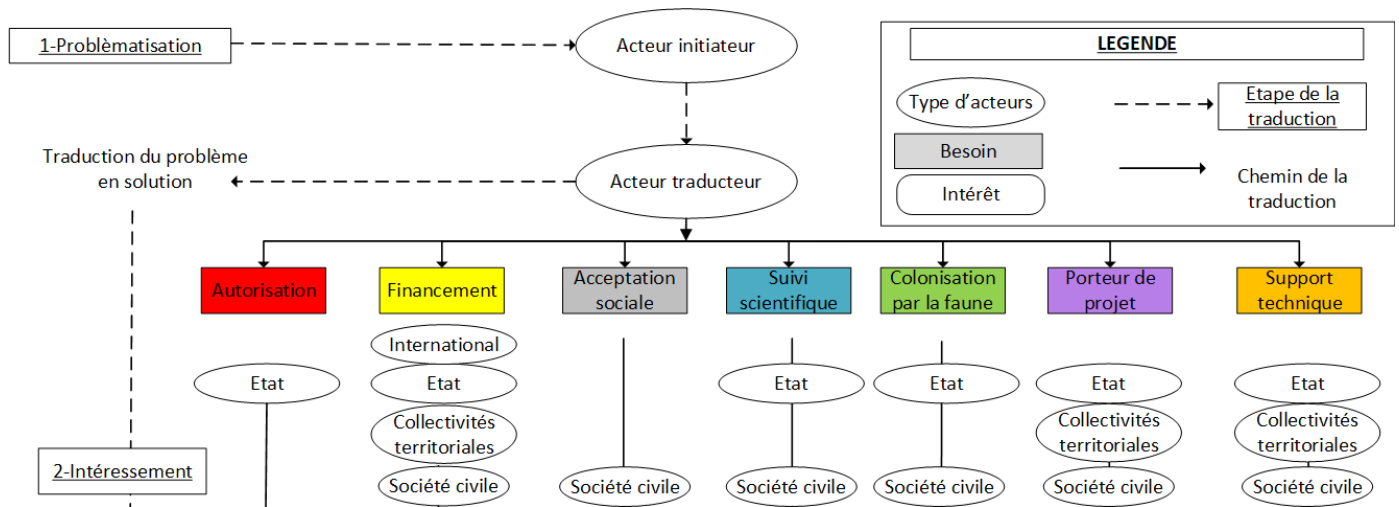 1-Problèmatisation
Acteur initiateur
LEGENDE
Type d'acteurs
Etape de la
traduction
Besoin
Intérêt
Chemin de la
traduction
Traduction du problème
en solution
Acteur traducteur
Autorisation
Financement
Acceptation
sociale
Suivi
scientifique
Colonisation
par la faune
Porteur de
projet
Support
technique
International
Etat
Etat
Etat
Etat
Etat
Etat
Collectivités
territoriales
Collectivités
territoriales
Collectivités
territoriales
2-Intéressement
Société civile
Société civile
Société civile
Société civile
Société civile
Société civile